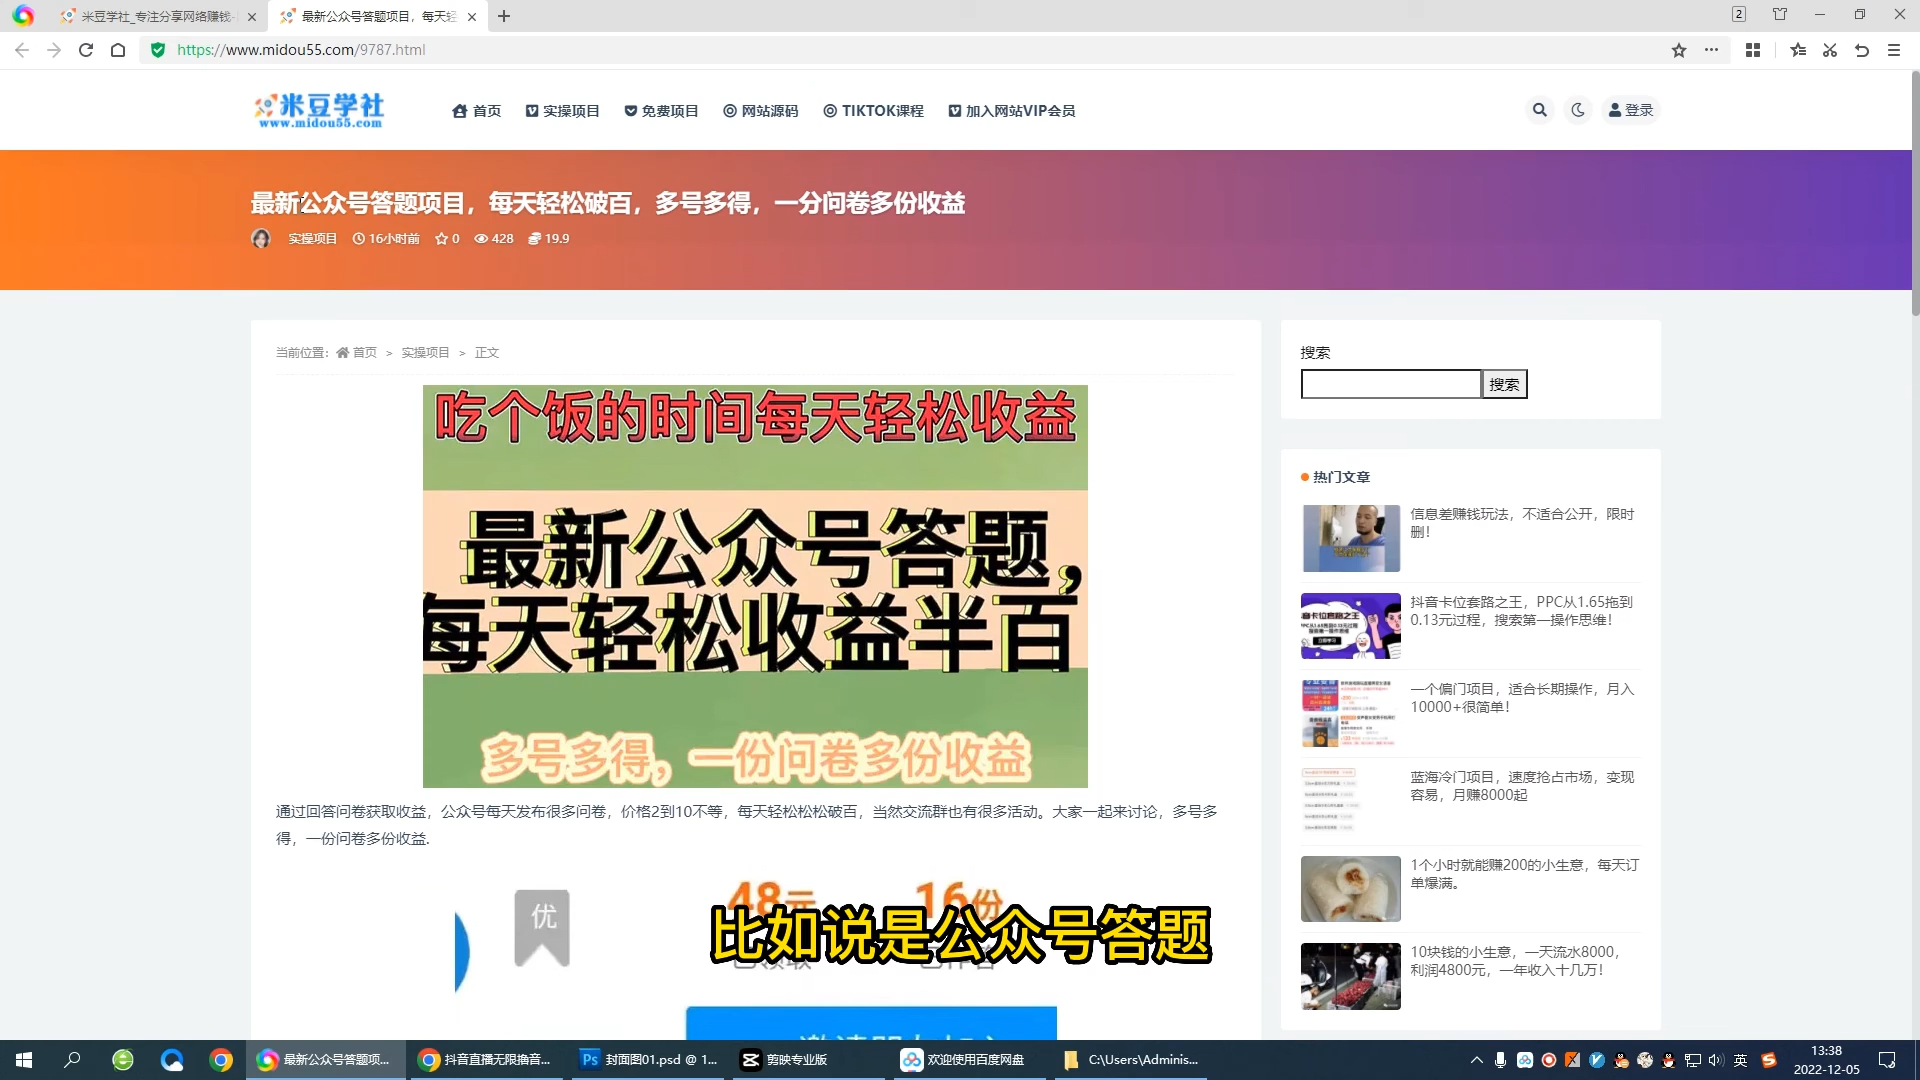 米豆学社_专注分享网络赚钱-
最新公众号答题项目，每天轻
2
https://www.midou55.com/9787.html
米豆学社
www.midou55.com
首页
实操项目
免费项目
网站源码
TIKTOK课程
加入网站VIP会员
登录
最新公众号答题项目，每天轻松破百，多号多得，一分问卷多份收益
实操项目 16小时前 0 428 19.9
当前位置： 首页 > 实操项目 > 正文
吃个饭的时间每天轻松收益
最新公众号答题，
每天轻松收益半百
多号多得，一份问卷多份收益
通过回答问卷获取收益，公众号每天发布很多问卷，价格2到10不等，每天轻松松松破百，当然交流群也有很多活动。大家一起来讨论，多号多
得，一份问卷多份收益.
优
48元
16份
比如说是公众号答题
搜索
搜索
热门文章
信息差赚钱玩法，不适合公开，限时
删！
抖音卡位套路之王，PPC从1.65拖到
0.13元过程，搜索第一操作思维！
一个偏门项目，适合长期操作，月入
10000+很简单！
蓝海冷门项目，速度抢占市场，变现
容易，月赚8000起
1个小时就能赚200的小生意，每天订
单爆满。
10块钱的小生意，一天流水8000，
利润4800元，一年收入十几万！
最新公众号答题项...
抖音直播无限撸音...
封面图01.psd @ 1...
剪映专业版
欢迎使用百度网盘
C:\Users\Adminis...
英
13:38
2022-12-05